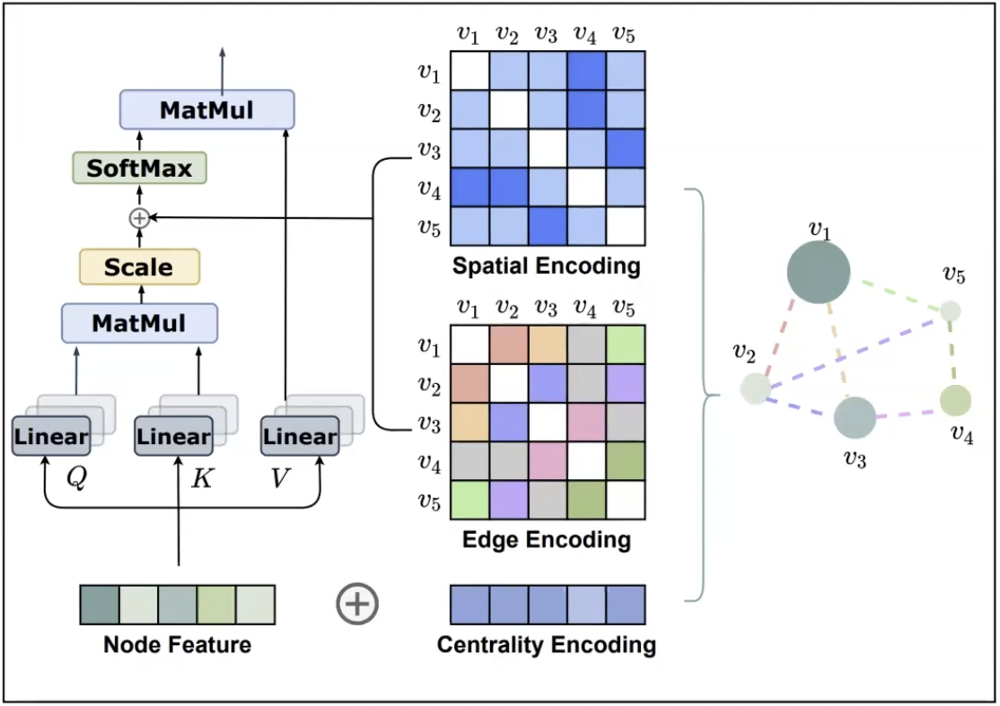 MatMul
SoftMax
+
Scale
MatMul
Linear Linear Linear
Q K V
Node Feature
+
v₁ v₂ v₃ v₄ v₅
v₁
v₂
v₃
v₄
v₅
Spatial Encoding
v₁ v₂ v₃ v₄ v₅
v₁
v₂
v₃
v₄
v₅
Edge Encoding
Centrality Encoding
v₁
v₅
v₂
v₄
v₃